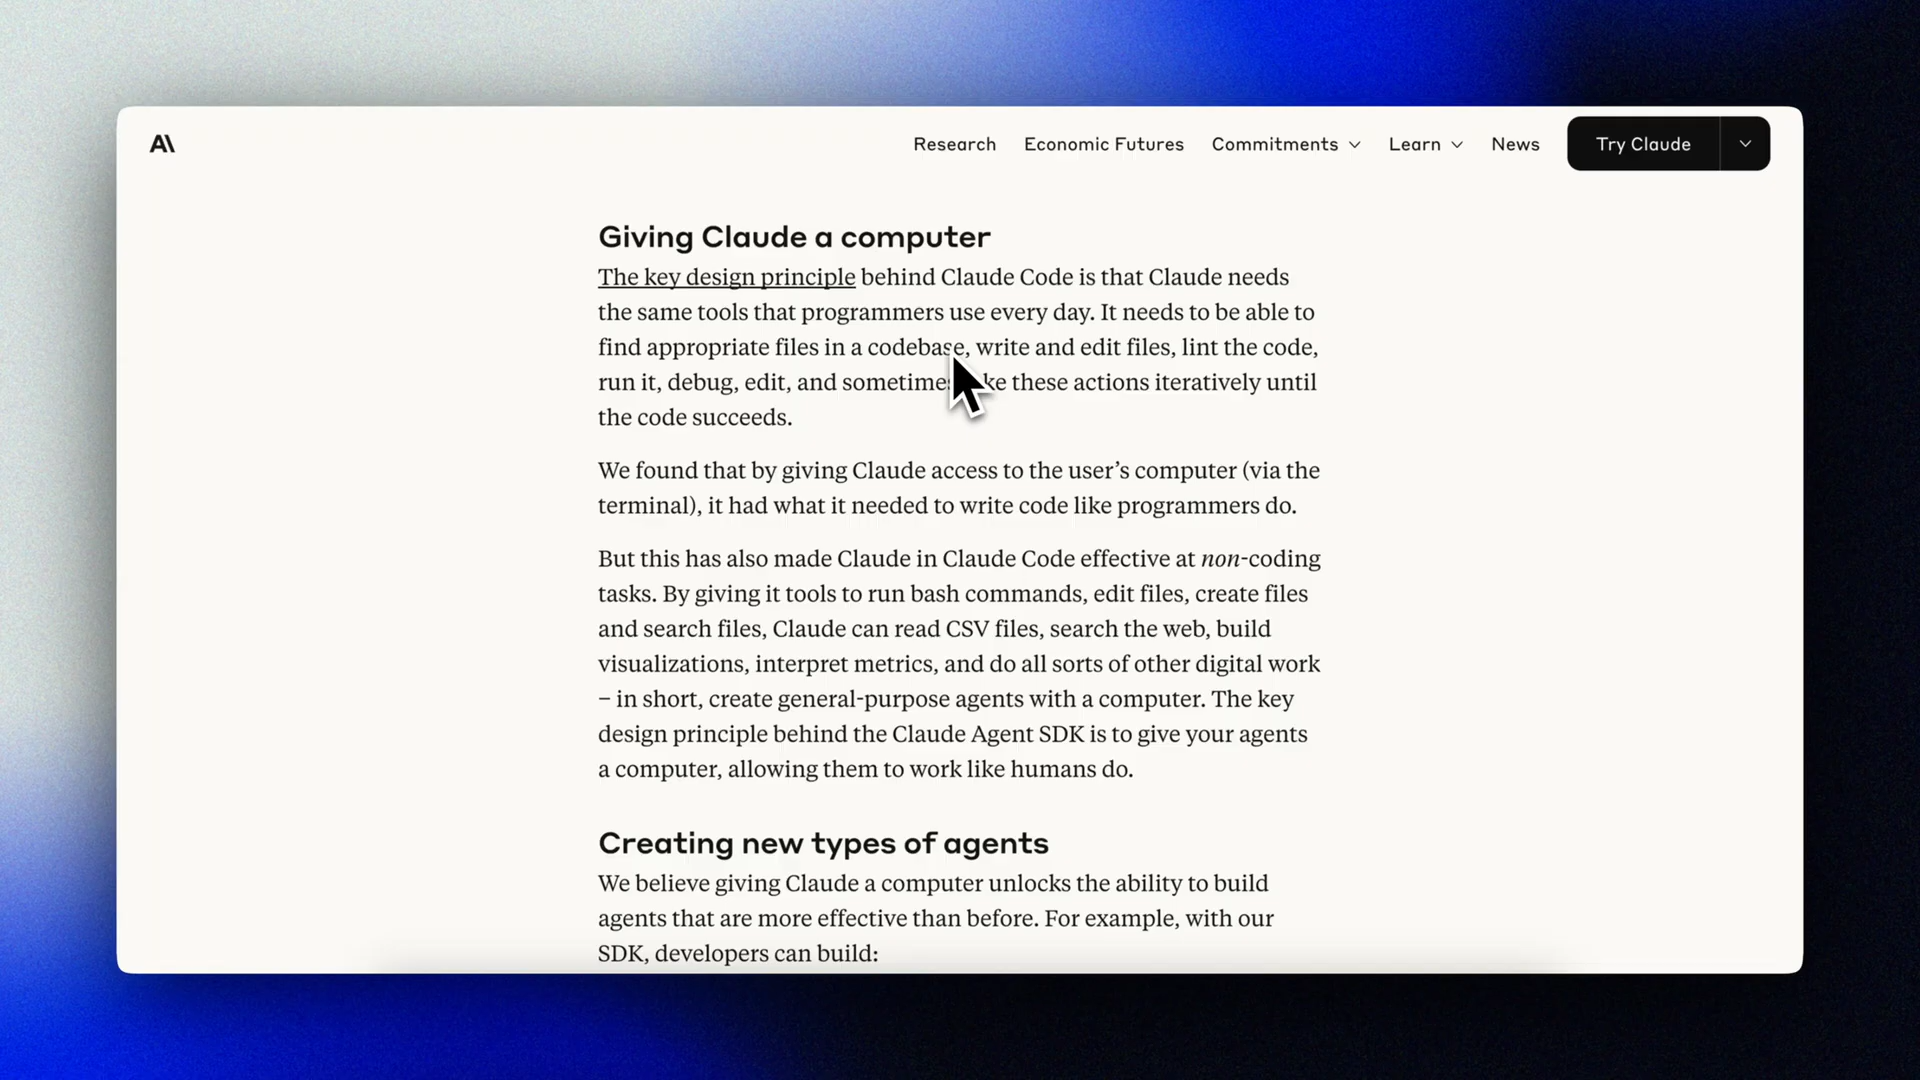 A\
Research Economic Futures Commitments Learn News Try Claude
Giving Claude a computer
The key design principle behind Claude Code is that Claude needs
the same tools that programmers use every day. It needs to be able to
find appropriate files in a codebase, write and edit files, lint the code,
run it, debug, edit, and sometimes these actions iteratively until
the code succeeds.
We found that by giving Claude access to the user’s computer (via the
terminal), it had what it needed to write code like programmers do.
But this has also made Claude in Claude Code effective at non-coding
tasks. By giving it tools to run bash commands, edit files, create files
and search files, Claude can read CSV files, search the web, build
visualizations, interpret metrics, and do all sorts of other digital work
– in short, create general-purpose agents with a computer. The key
design principle behind the Claude Agent SDK is to give your agents
a computer, allowing them to work like humans do.
Creating new types of agents
We believe giving Claude a computer unlocks the ability to build
agents that are more effective than before. For example, with our
SDK, developers can build: